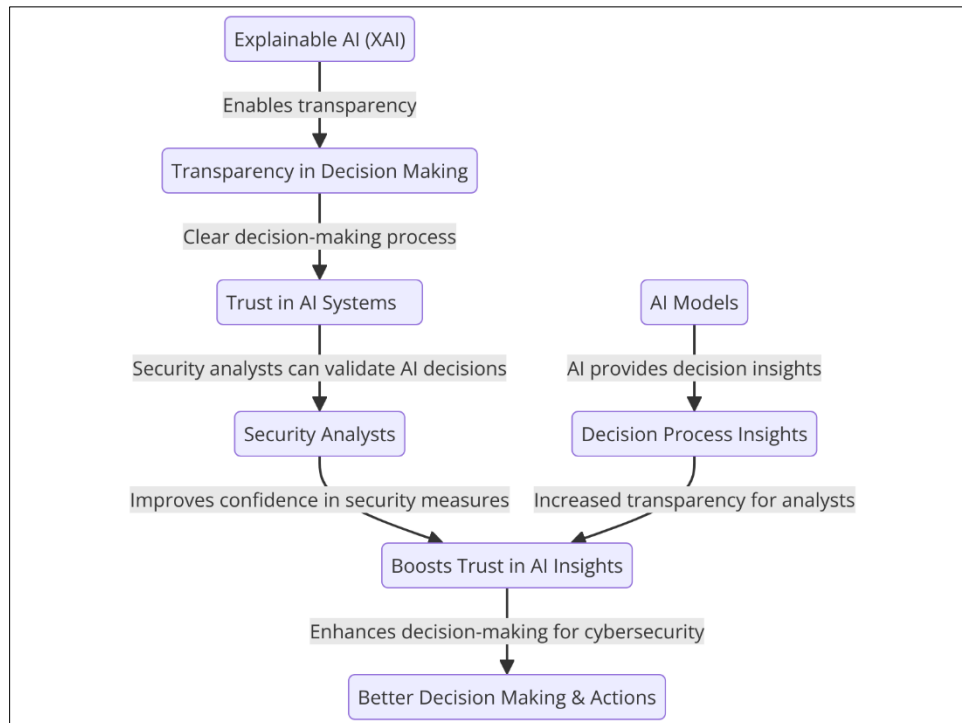 Explainable AI (XAI)
Enables transparency
Transparency in Decision Making
Clear decision-making process
Trust in AI Systems
AI Models
Security analysts can validate AI decisions
AI provides decision insights
Security Analysts
Decision Process Insights
Improves confidence in security measures
Increased transparency for analysts
Boosts Trust in AI Insights
Enhances decision-making for cybersecurity
Better Decision Making & Actions